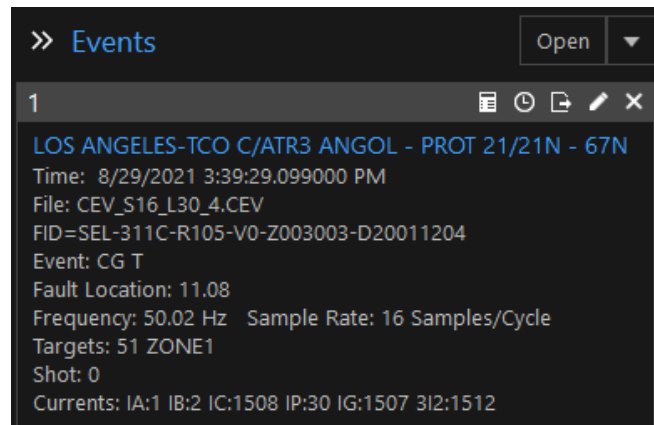 Events
Open
1
LOS ANGELES-TCO C/ATR3 ANGOL - PROT 21/21N - 67N
Time: 8/29/2021 3:39:29.099000 PM
File: CEV_S16_L30_4.CEV
FID=SEL-311C-R105-V0-Z003003-D20011204
Event: CG T
Fault Location: 11.08
Frequency: 50.02 Hz Sample Rate: 16 Samples/Cycle
Targets: 51 ZONE1
Shot: 0
Currents: IA:1 IB:2 IC:1508 IP:30 IG:1507 3I2:1512